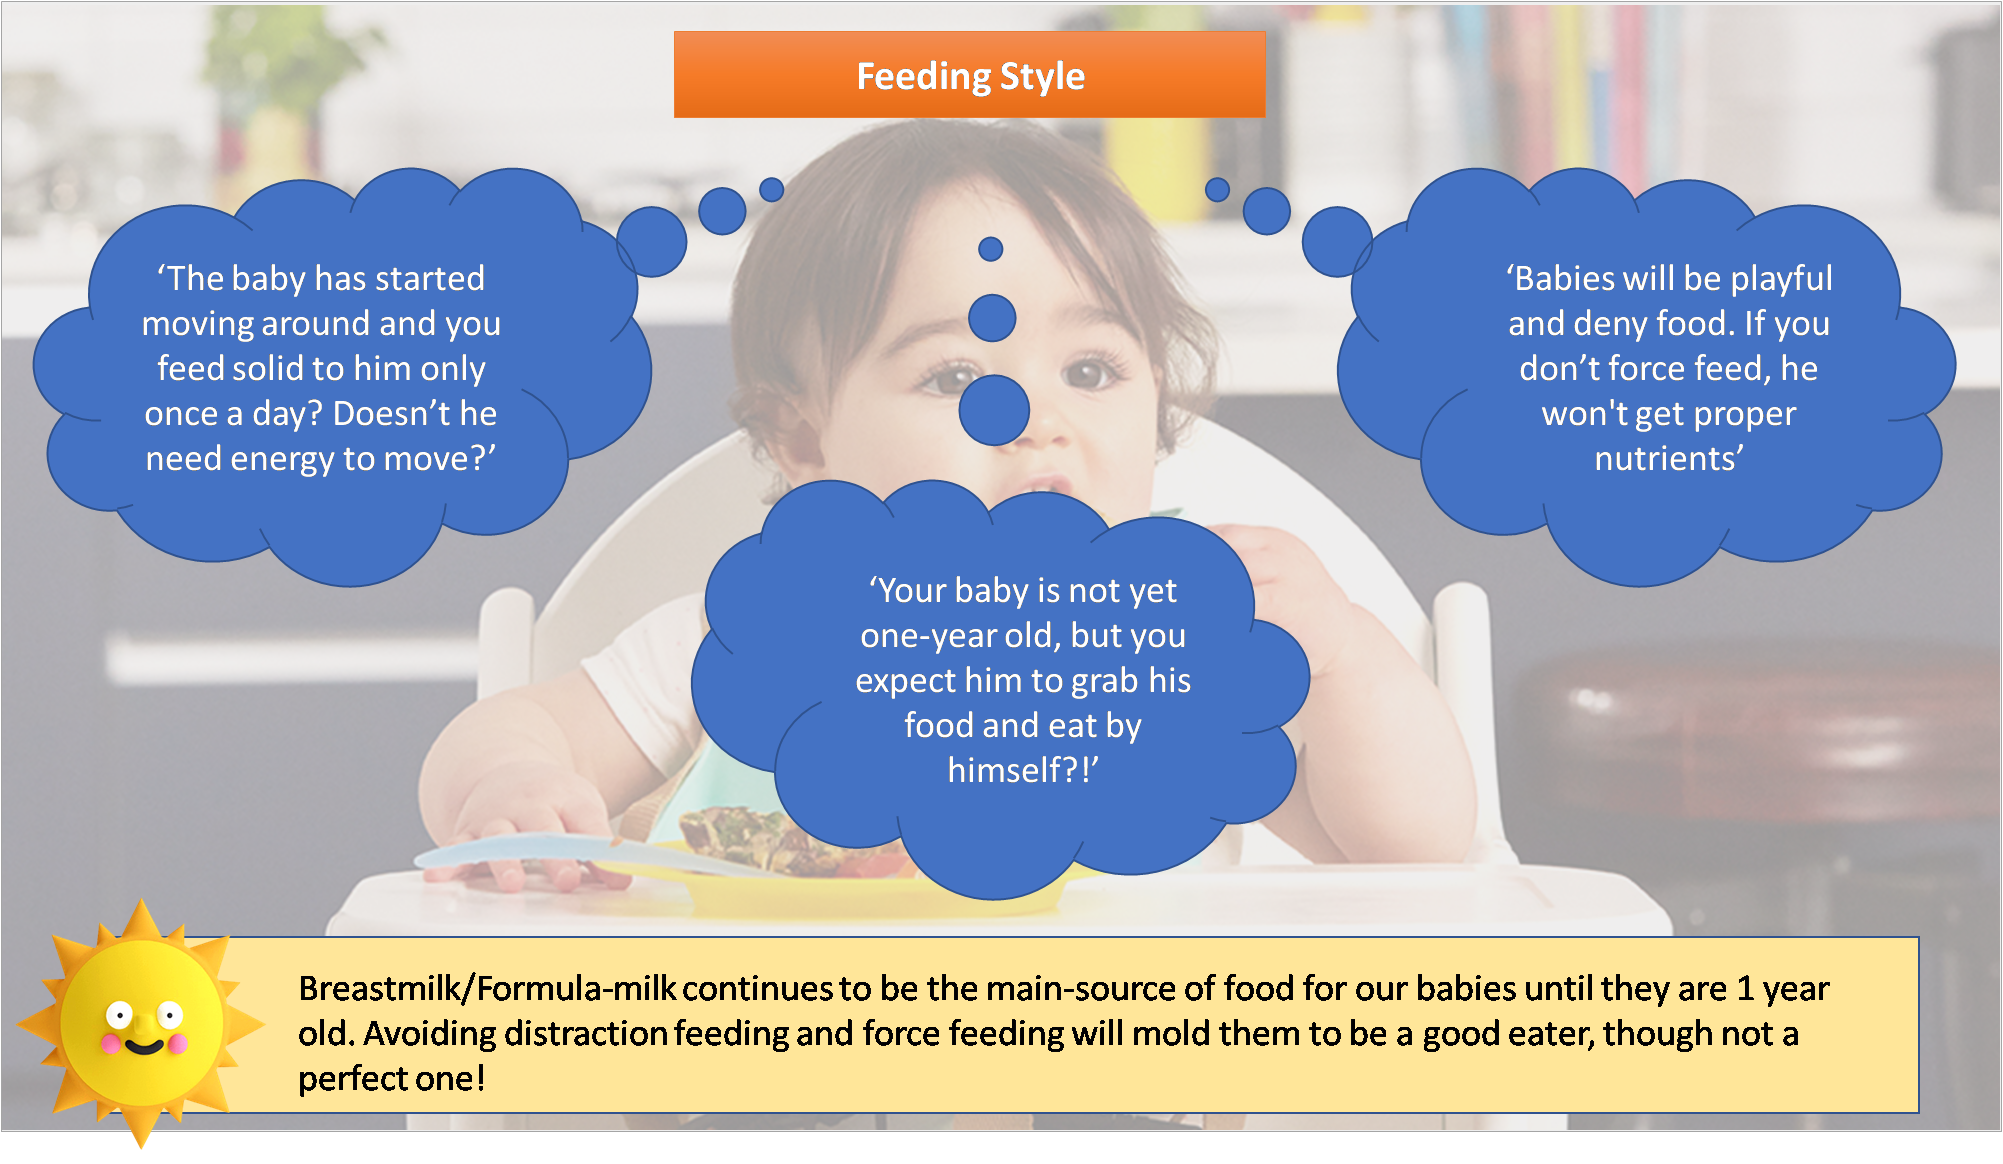 Feeding Style
‘The baby has started
moving around and you
feed solid to him only
once a day? Doesn’t he
need energy to move?’
‘Your baby is not yet
one-year old, but you
expect him to grab his
food and eat by
himself?!’
‘Babies will be playful
and deny food. If you
don’t force feed, he
won't get proper
nutrients’
Breastmilk/Formula-milk continues to be the main-source of food for our babies until they are 1 year
old. Avoiding distraction feeding and force feeding will mold them to be a good eater, though not a
perfect one!